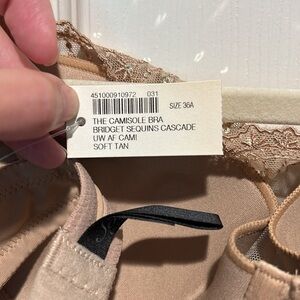 451000910972 031
SIZE 36A
THE CAMISOLE BRA
BRIDGET SEQUINS CASCADE
UW AF CAMI
SOFT TAN